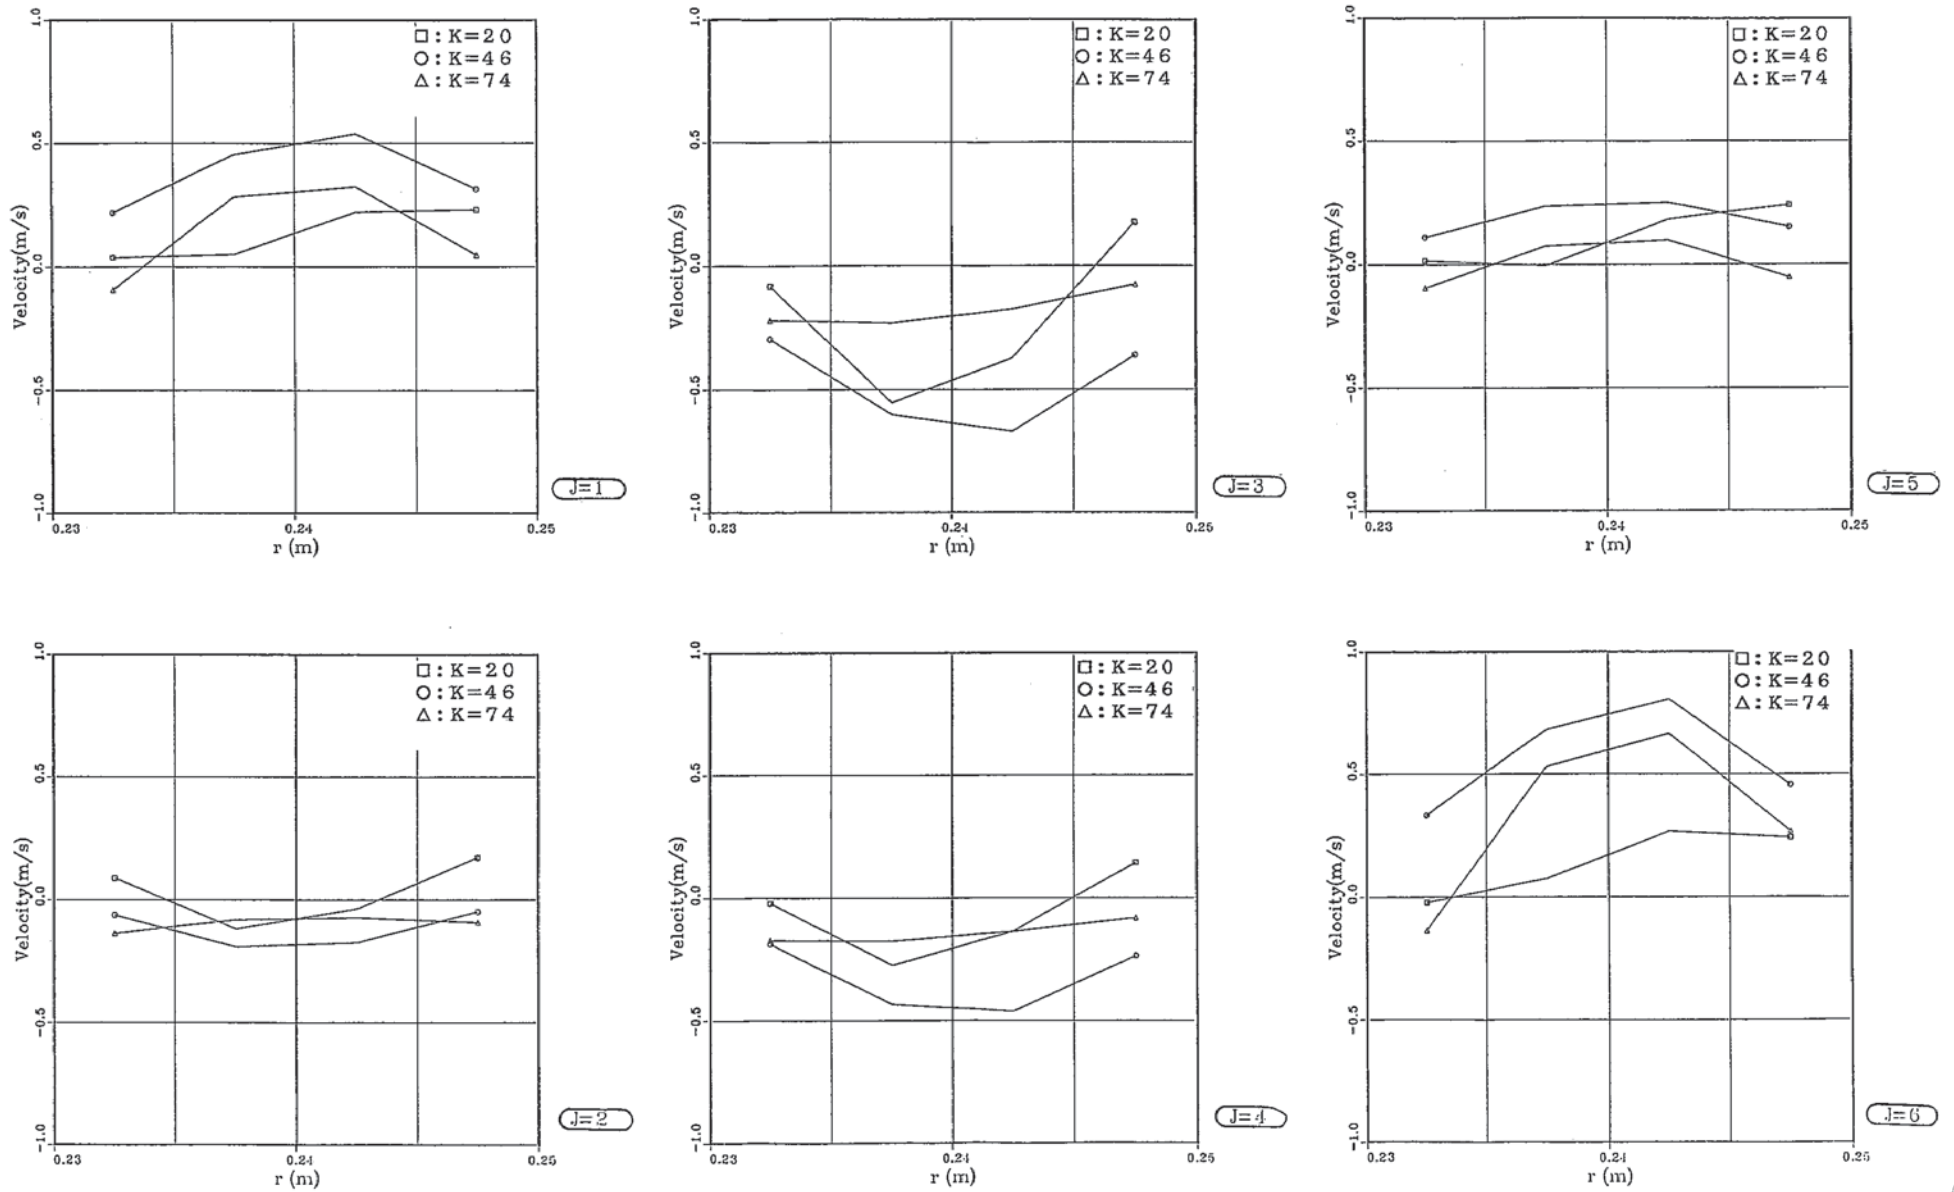 1.0
□: K=20
○: K=46
△: K=74
0.5
Velocity(m/s)
0.0
-0.5
-1.0
0.23
0.24
0.25
r (m)
J=1
1.0
□: K=20
○: K=46
△: K=74
0.5
Velocity(m/s)
0.0
-0.5
-1.0
0.23
0.24
0.25
r (m)
J=3
1.0
□: K=20
○: K=46
△: K=74
0.5
Velocity(m/s)
0.0
-0.5
-1.0
0.23
0.24
0.25
r (m)
J=5
1.0
□: K=20
○: K=46
△: K=74
0.5
Velocity(m/s)
0.0
-0.5
-1.0
0.23
0.24
0.25
r (m)
J=2
1.0
□: K=20
○: K=46
△: K=74
0.5
Velocity(m/s)
0.0
-0.5
-1.0
0.23
0.24
0.25
r (m)
J=4
1.0
□: K=20
○: K=46
△: K=74
0.5
Velocity(m/s)
0.0
-0.5
-1.0
0.23
0.24
0.25
r (m)
J=6